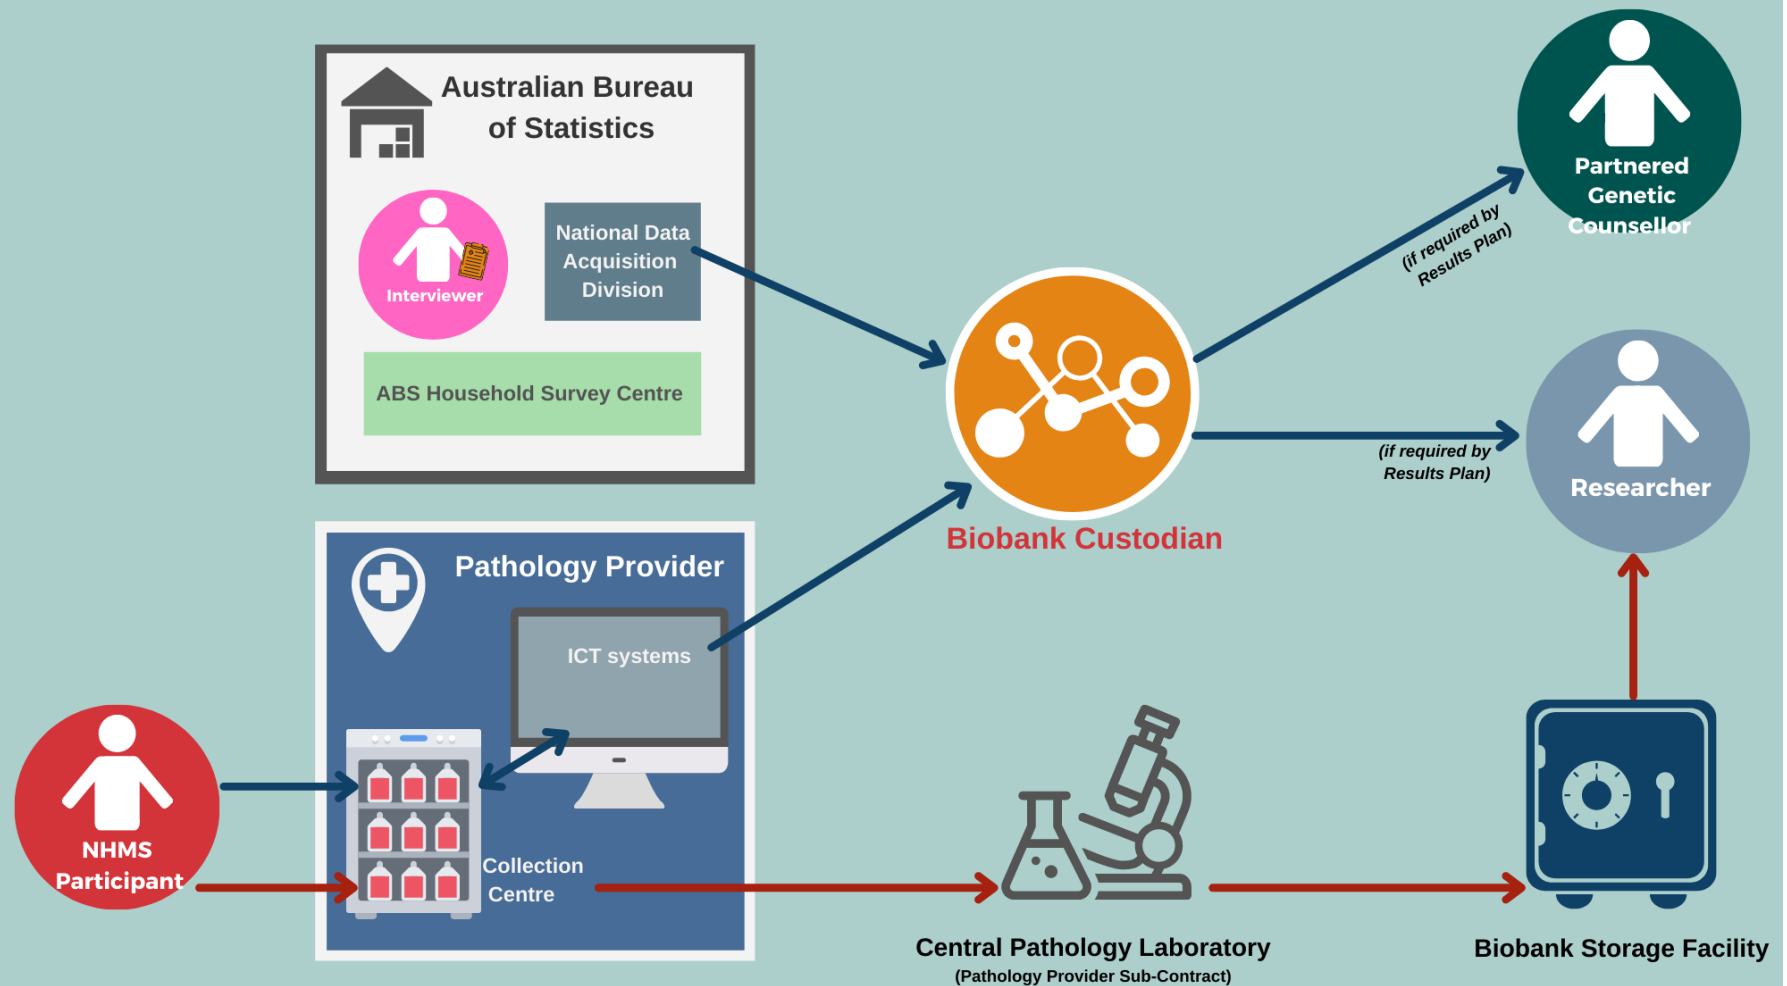 Australian Bureau
of Statistics
Interviewer
National Data
Acquisition
Division
ABS Household Survey Centre
Partnered
Genetic
Counsellor
(if required by
Results Plan)
Biobank Custodian
(if required by
Results Plan)
Researcher
Pathology Provider
ICT systems
NHMS
Participant
Collection
Centre
Central Pathology Laboratory
(Pathology Provider Sub-Contract)
Biobank Storage Facility